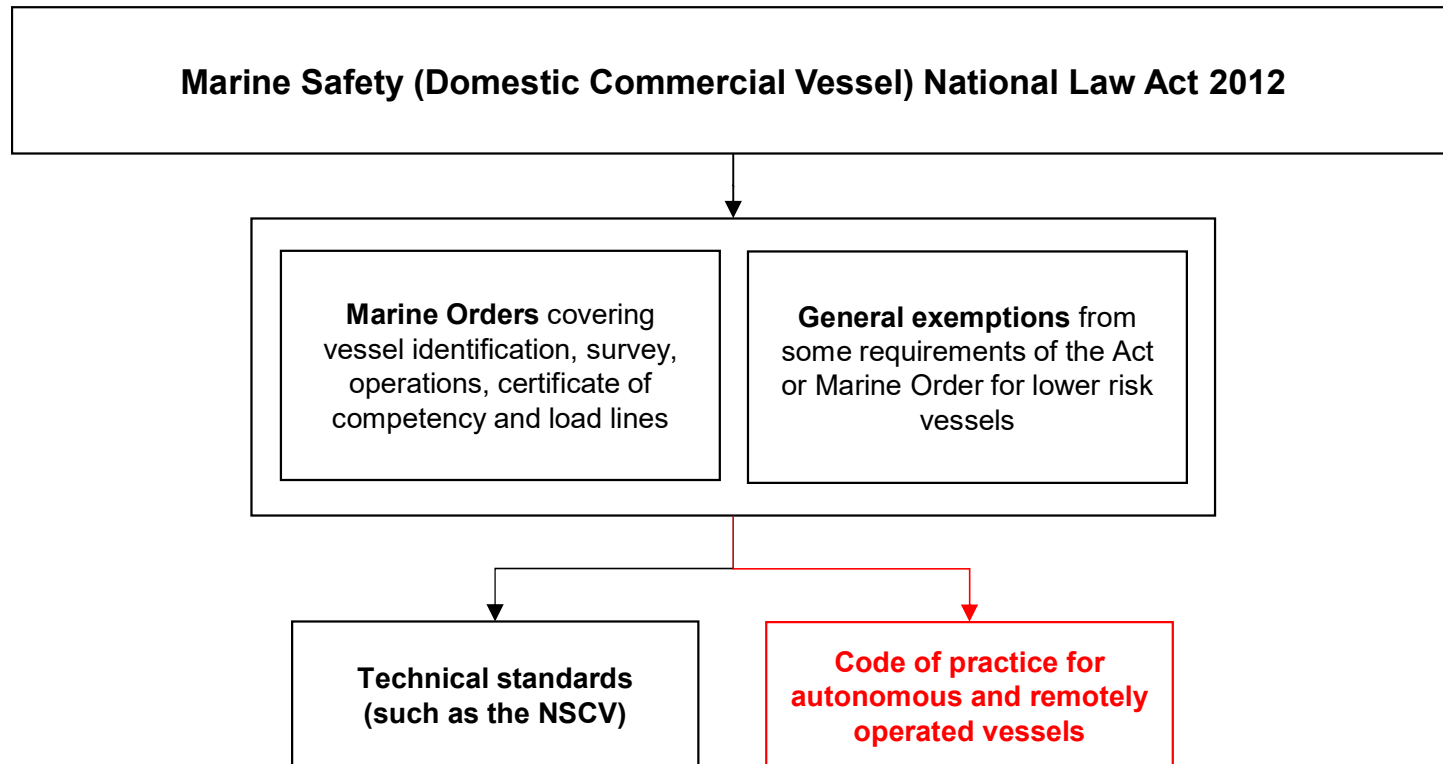 Marine Safety (Domestic Commercial Vessel) National Law Act 2012
Marine Orders covering
vessel identification, survey,
operations, certificate of
competency and load lines
General exemptions from
some requirements of the Act
or Marine Order for lower risk
vessels
Technical standards
(such as the NSCV)
Code of practice for
autonomous and remotely
operated vessels